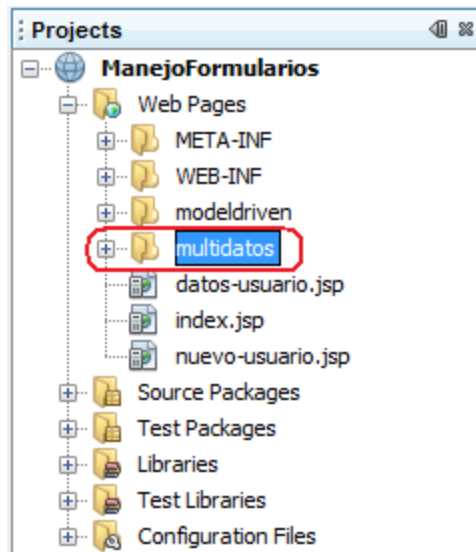 Projects
ManejoFormularios
Web Pages
META-INF
WEB-INF
modeldriven
multidatos
datos-usuario.jsp
index.jsp
nuevo-usuario.jsp
Source Packages
Test Packages
Libraries
Test Libraries
Configuration Files